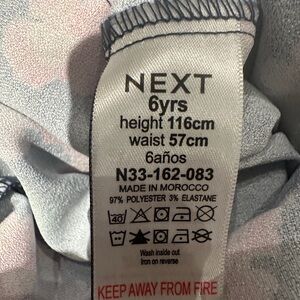 NEXT
6yrs
height 116cm
waist 57cm
6años
N33-162-083
MADE IN MOROCCO
97% POLYESTER 3% ELASTANE
40
Wash inside out
Iron on reverse
KEEP AWAY FROM FIRE